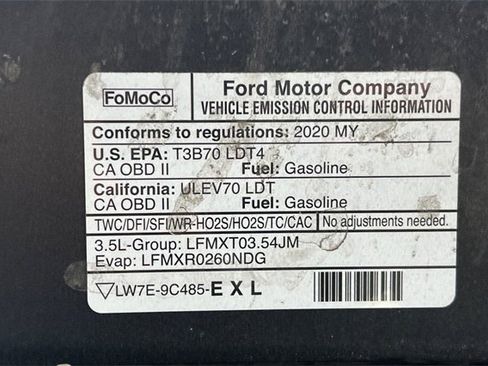 FoMoCo
Ford Motor Company
VEHICLE EMISSION CONTROL INFORMATION
Conforms to regulations: 2020 MY
U.S. EPA: T3B70 LDT4
CA OBD II Fuel: Gasoline
California: ULEV70 LDT
CA OBD II Fuel: Gasoline
TWC/DFI/SFI/WR-HO2S/HO2S/TC/CAC No adjustments needed.
3.5L-Group: LFMXT03.54JM
Evap: LFMXR0260NDG
LW7E-9C485-E X L